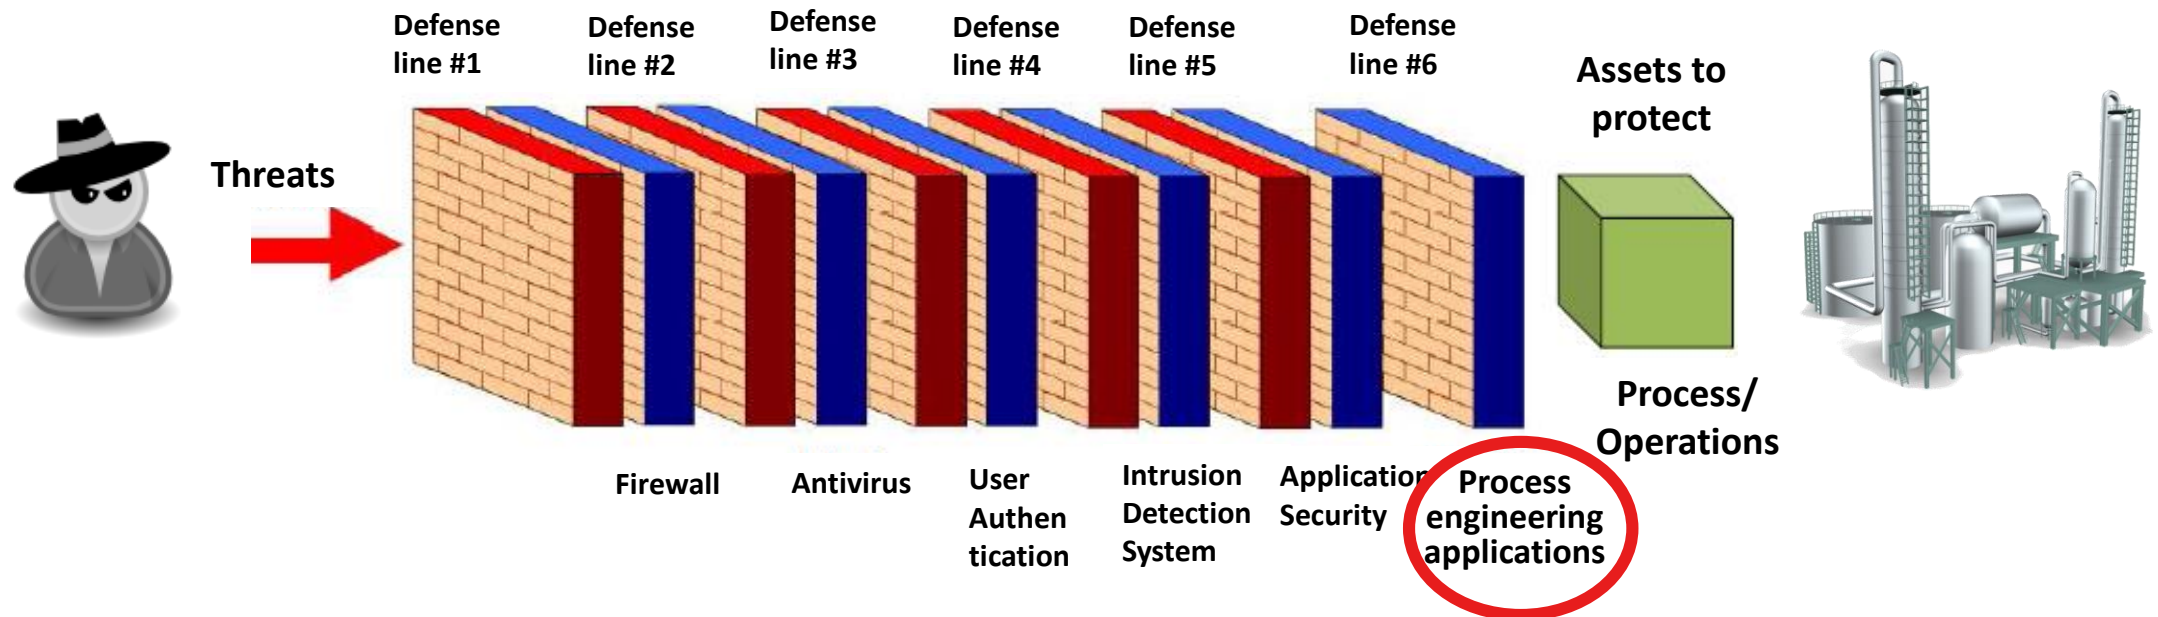 Defense
line #1
Defense
line #2
Defense
line #3
Defense
line #4
Defense
line #5
Defense
line #6
Assets to
protect
Threats
Process/
Operations
Firewall
Antivirus
User
Authen
tication
Intrusion
Detection
System
Application
Security
Process
engineering
applications